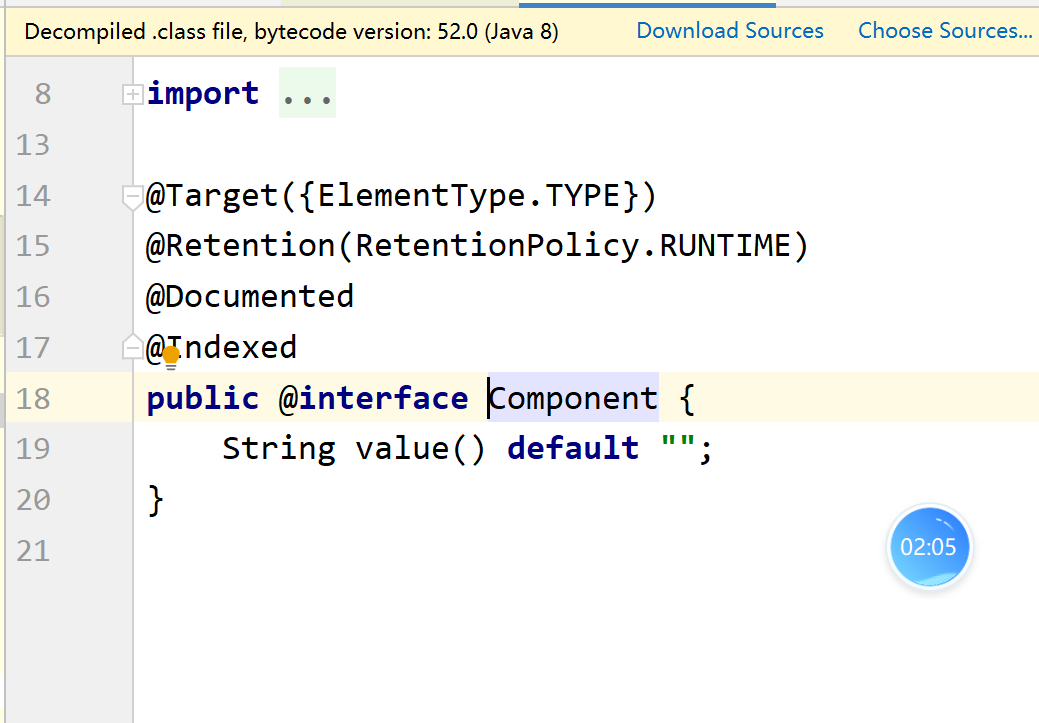 Decompiled .class file, bytecode version: 52.0 (Java 8) Download Sources Choose Sources...
8 import ...
13
14 @Target({ElementType.TYPE})
15 @Retention(RetentionPolicy.RUNTIME)
16 @Documented
17 @Indexed
18 public @interface Component {
19     String value() default "";
20 }
21
02:05